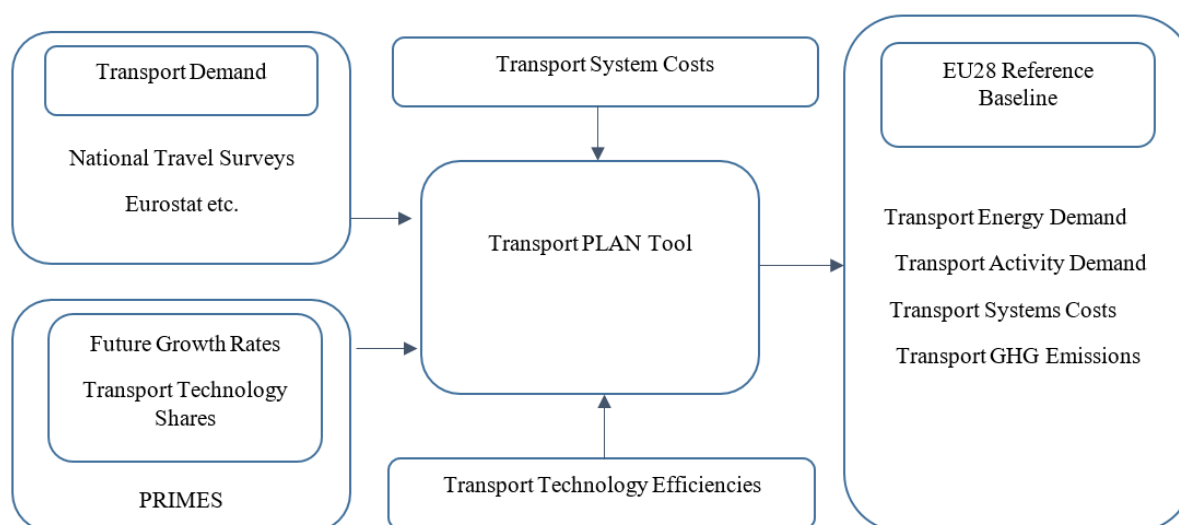 Transport Demand
National Travel Surveys
Eurostat etc.
Future Growth Rates
Transport Technology
Shares
PRIMES
Transport System Costs
Transport PLAN Tool
Transport Technology Efficiencies
EU28 Reference
Baseline
Transport Energy Demand
Transport Activity Demand
Transport Systems Costs
Transport GHG Emissions